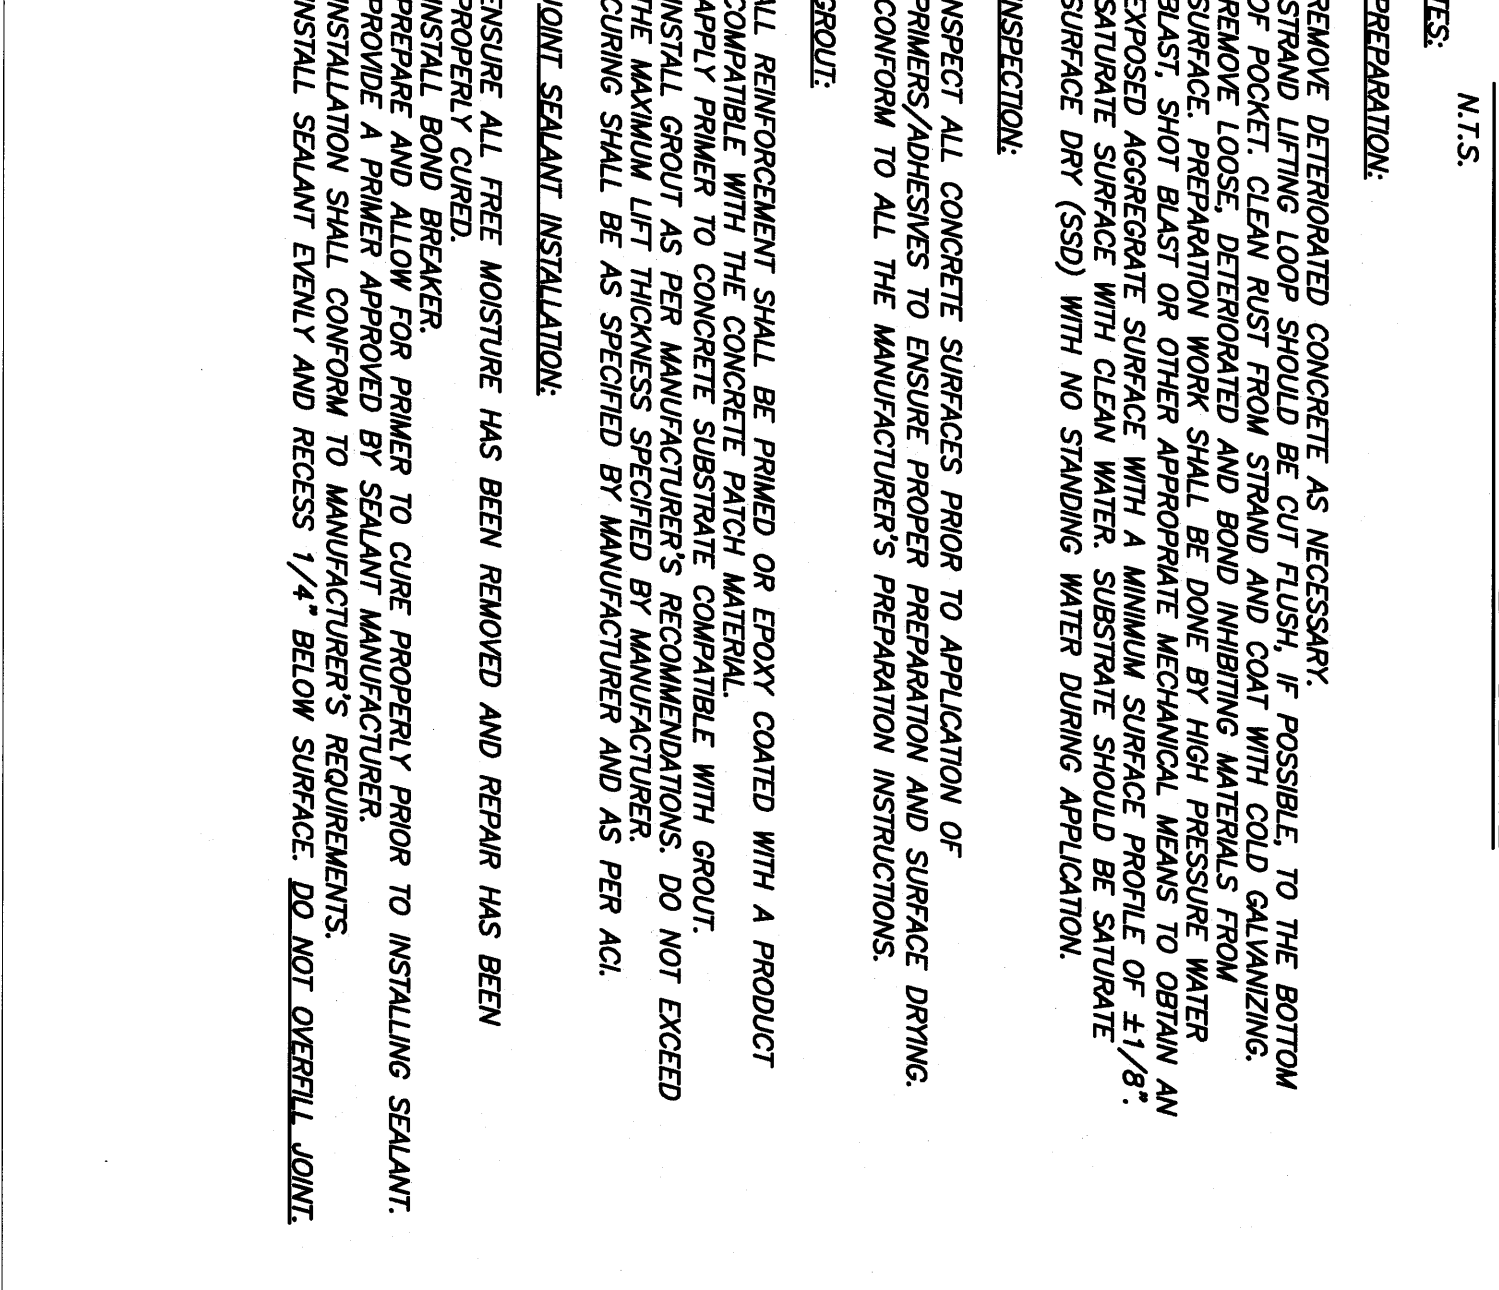 N.T.S.
TES:
PREPARATION:
REMOVE DETERIORATED CONCRETE AS NECESSARY.
STRAND LIFTING LOOP SHOULD BE CUT FLUSH, IF POSSIBLE, TO THE BOTTOM
OF POCKET. CLEAN RUST FROM STRAND AND COAT WITH COLD GALVANIZING.
REMOVE LOOSE, DETERIORATED AND BOND INHIBITING MATERIALS FROM
SURFACE. PREPARATION WORK SHALL BE DONE BY HIGH PRESSURE WATER
BLAST, SHOT BLAST OR OTHER APPROPRIATE MECHANICAL MEANS TO OBTAIN AN
EXPOSED AGGREGRATE SURFACE WITH A MINIMUM SURFACE PROFILE OF ±1/8".
SATURATE SURFACE WITH CLEAN WATER. SUBSTRATE SHOULD BE SATURATE
SURFACE DRY (SSD) WITH NO STANDING WATER DURING APPLICATION.
INSPECTION:
INSPECT ALL CONCRETE SURFACES PRIOR TO APPLICATION OF
PRIMERS/ADHESIVES TO ENSURE PROPER PREPARATION AND SURFACE DRYING.
CONFORM TO ALL THE MANUFACTURER'S PREPARATION INSTRUCTIONS.
GROUT:
ALL REINFORCEMENT SHALL BE PRIMED OR EPOXY COATED WITH A PRODUCT
COMPATIBLE WITH THE CONCRETE PATCH MATERIAL.
APPLY PRIMER TO CONCRETE SUBSTRATE COMPATIBLE WITH GROUT.
INSTALL GROUT AS PER MANUFACTURER'S RECOMMENDATIONS. DO NOT EXCEED
THE MAXIMUM LIFT THICKNESS SPECIFIED BY MANUFACTURER.
CURING SHALL BE AS SPECIFIED BY MANUFACTURER AND AS PER ACI.
JOINT SEALANT INSTALLATION:
ENSURE ALL FREE MOISTURE HAS BEEN REMOVED AND REPAIR HAS BEEN
PROPERLY CURED.
INSTALL BOND BREAKER.
PREPARE AND ALLOW FOR PRIMER TO CURE PROPERLY PRIOR TO INSTALLING SEALANT.
PROVIDE A PRIMER APPROVED BY SEALANT MANUFACTURER.
INSTALLATION SHALL CONFORM TO MANUFACTURER'S REQUIREMENTS.
INSTALL SEALANT EVENLY AND RECESS 1/4" BELOW SURFACE. DO NOT OVERFILL JOINT.